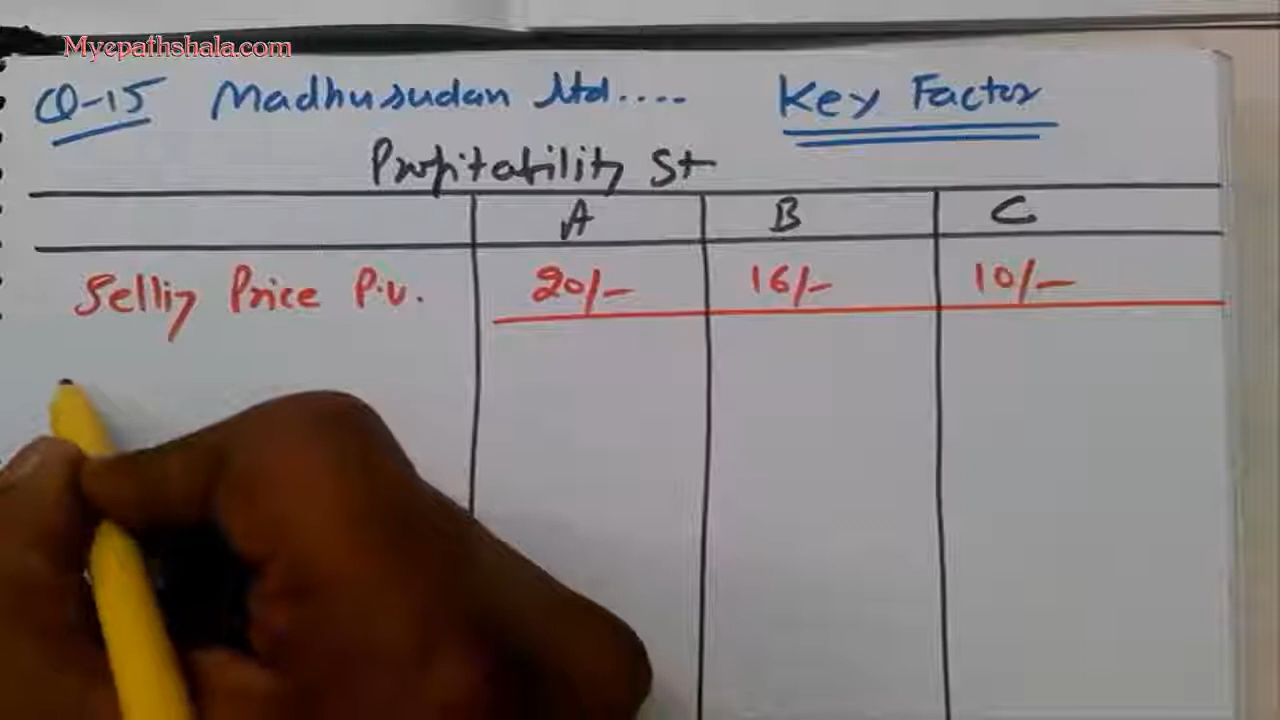 Myepathshala.com
Q-15 Madhusudan Ltd.... Key Factor
Profitability St
A B C
Selling Price P.U. 20/- 16/- 10/-